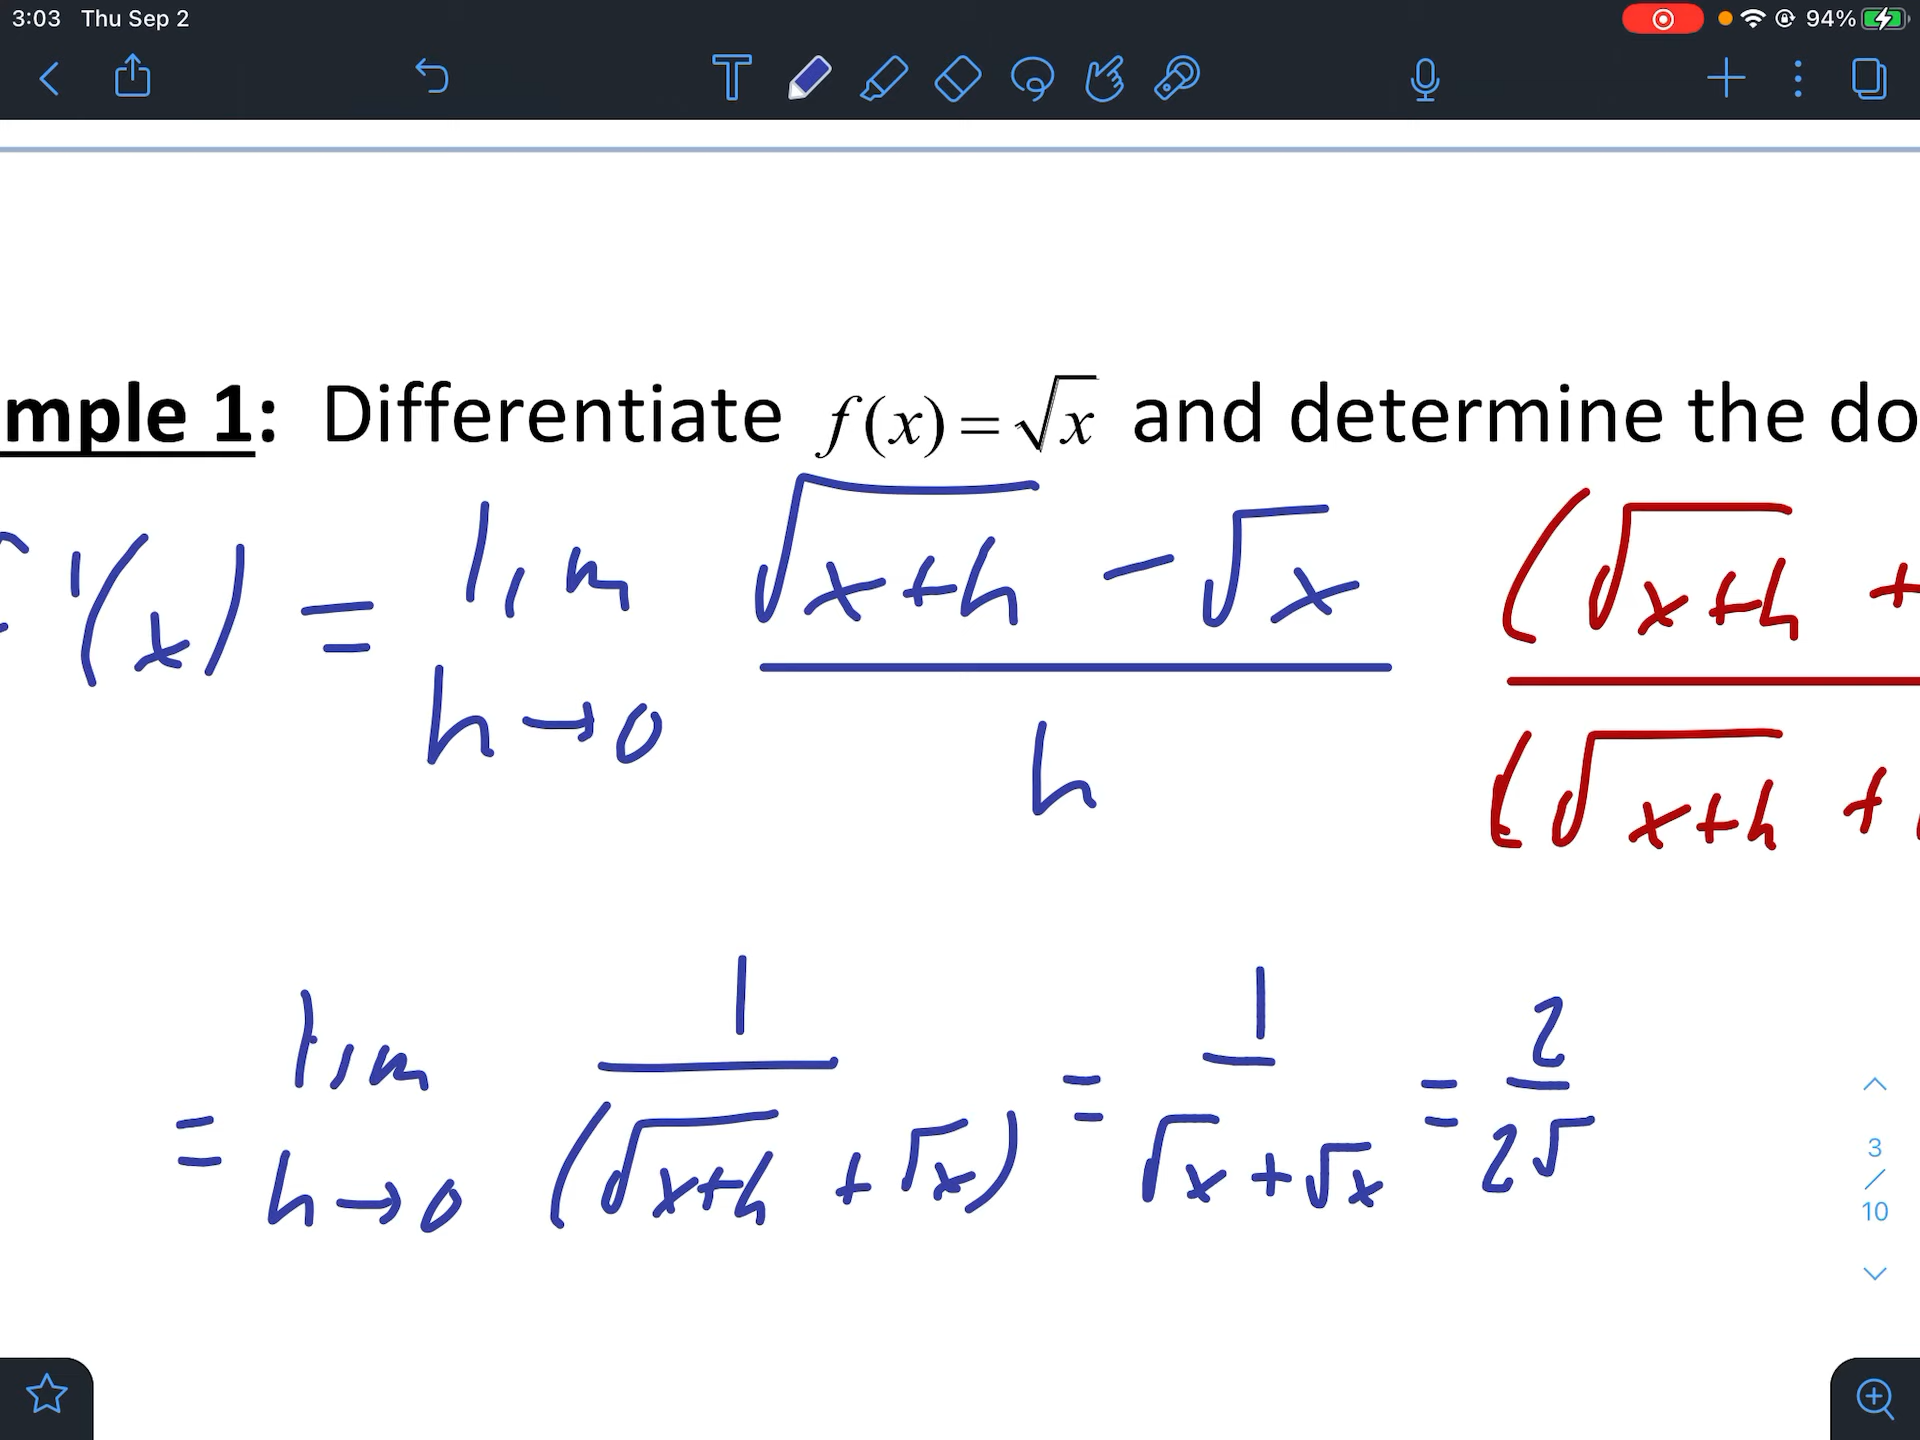 3:03 Thu Sep 2 94%
mple 1: Differentiate f(x) = √x and determine the do
'(x) = lim h→0 (√(x+h) - √x)/h (√(x+h) + / (√(x+h) +
= lim h→0 1/(√(x+h) + √x) = 1/(√x + √x) = 2/2√
3/10